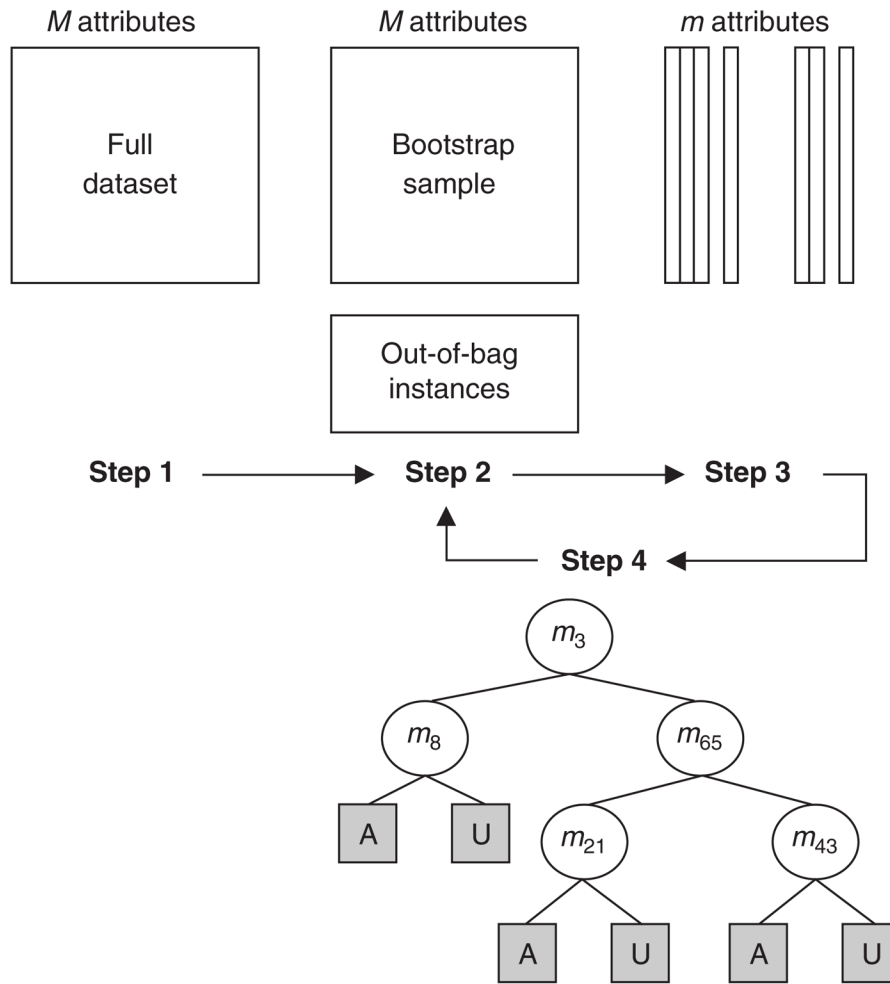 M attributes
M attributes
m attributes
Full
dataset
Bootstrap
sample
Out-of-bag
instances
Step 1
Step 2
Step 3
Step 4
m3
m8
m65
A
U
m21
m43
A
U
A
U